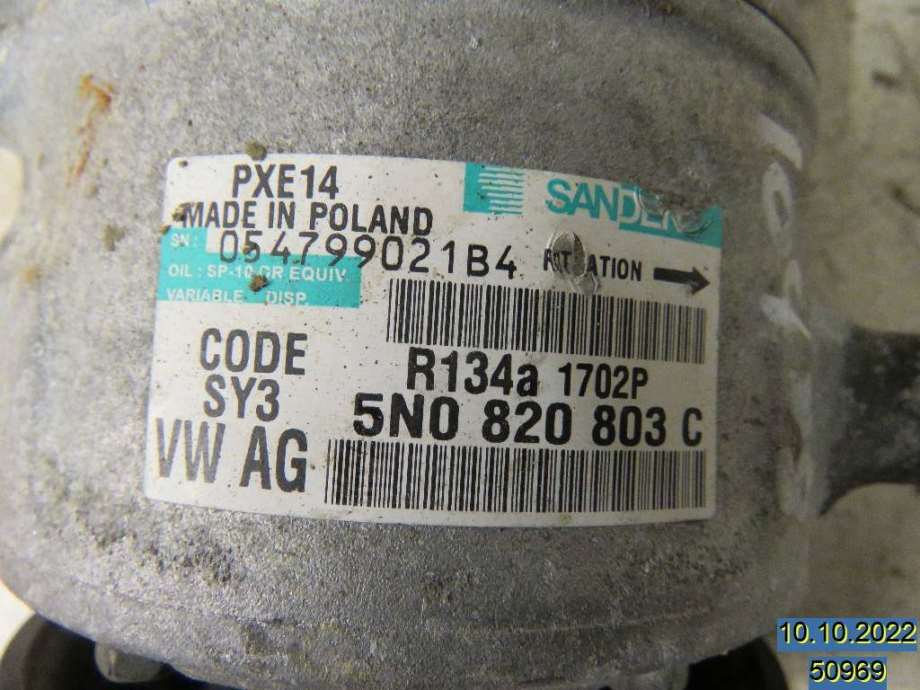 PXE14
SANDEN
MADE IN POLAND
SN: 054799021B4 ROTATION
OIL: SP-10 OR EQUIV.
VARIABLE DISP.
CODE
SY3
R134a 1702P
5N0 820 803 C
VW AG
10.10.2022
50969